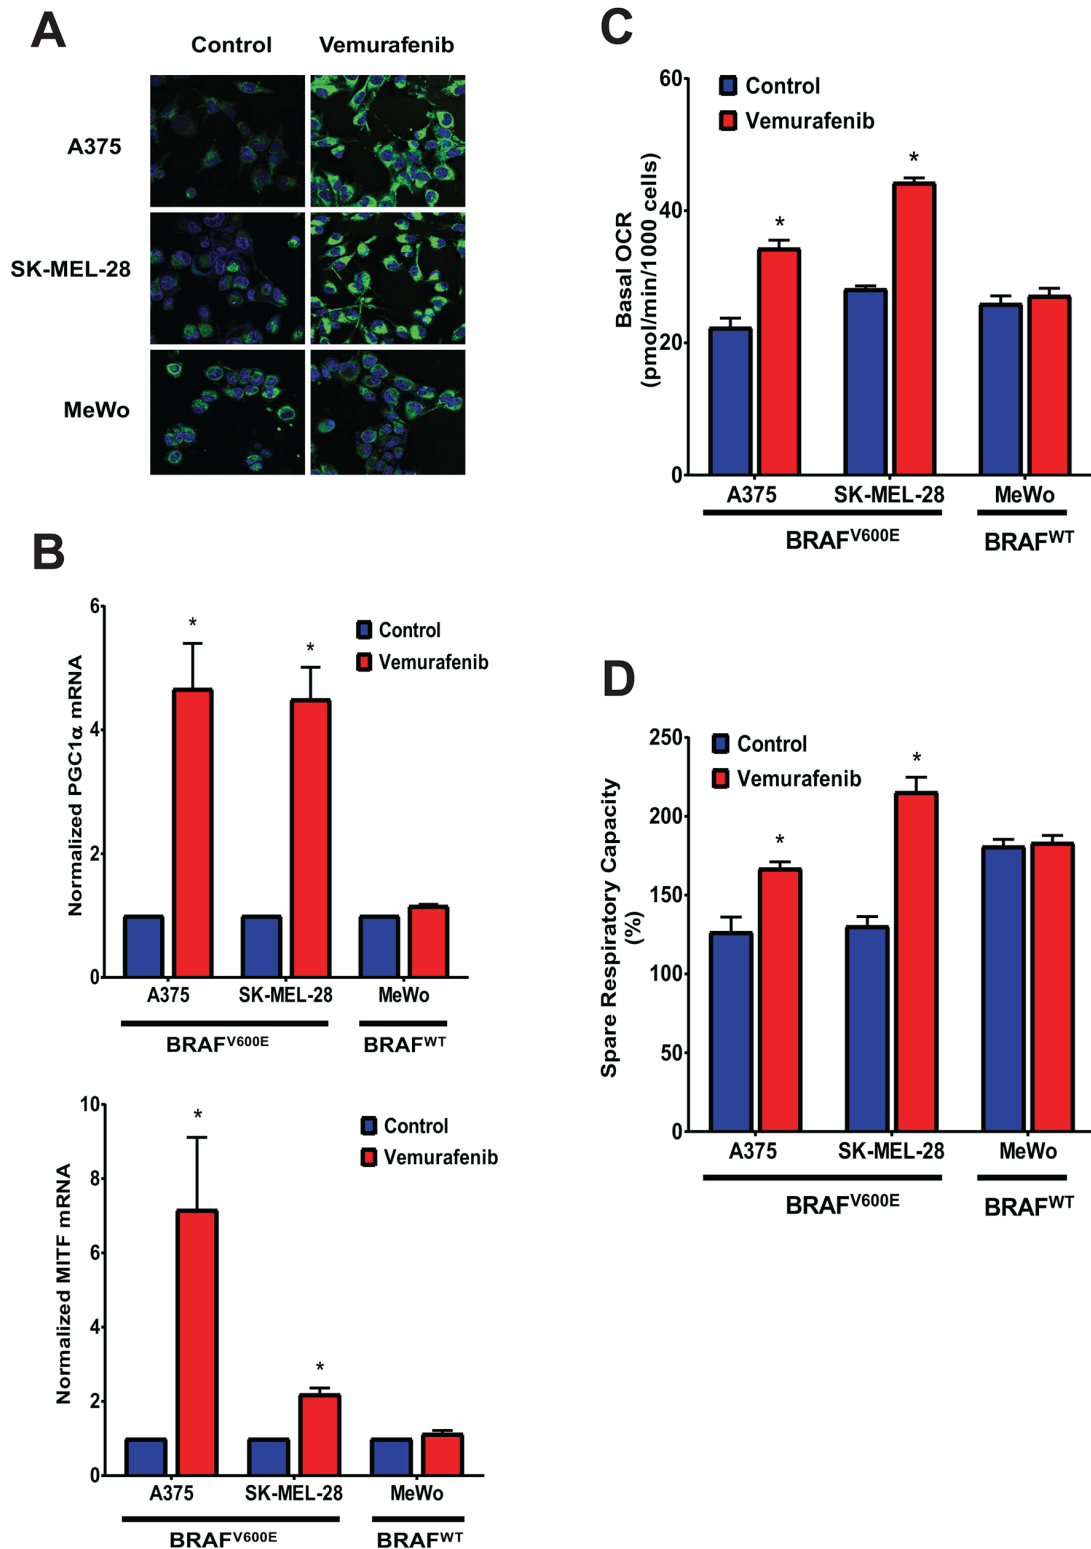 A
Control Vemurafenib
A375
SK-MEL-28
MeWo
B
6
4
2
0
Normalized PGC1α mRNA
*
*
Control
Vemurafenib
A375 SK-MEL-28 MeWo
BRAFV600E BRAFWT
10
8
6
4
2
0
Normalized MITF mRNA
*
*
Control
Vemurafenib
A375 SK-MEL-28 MeWo
BRAFV600E BRAFWT
C
60
40
20
0
Basal OCR
(pmol/min/1000 cells)
Control
Vemurafenib
*
*
A375 SK-MEL-28 MeWo
BRAFV600E BRAFWT
D
250
200
150
100
50
0
Spare Respiratory Capacity
(%)
Control
Vemurafenib
*
*
A375 SK-MEL-28 MeWo
BRAFV600E BRAFWT